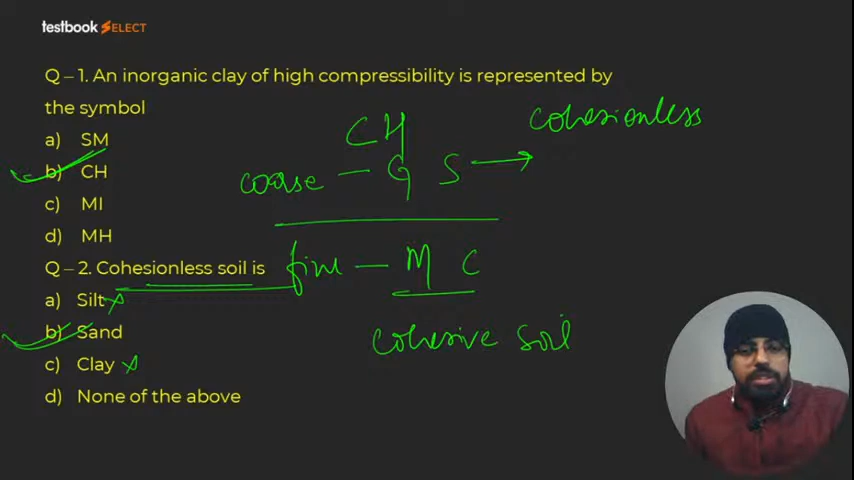 testbook SELECT
Q – 1. An inorganic clay of high compressibility is represented by
the symbol
a) SM
b) CH
c) MI
d) MH
Q – 2. Cohesionless soil is
a) Silt
b) Sand
c) Clay
d) None of the above
CH
cohesionless
coarse — G S →
fine — M C
cohesive soil